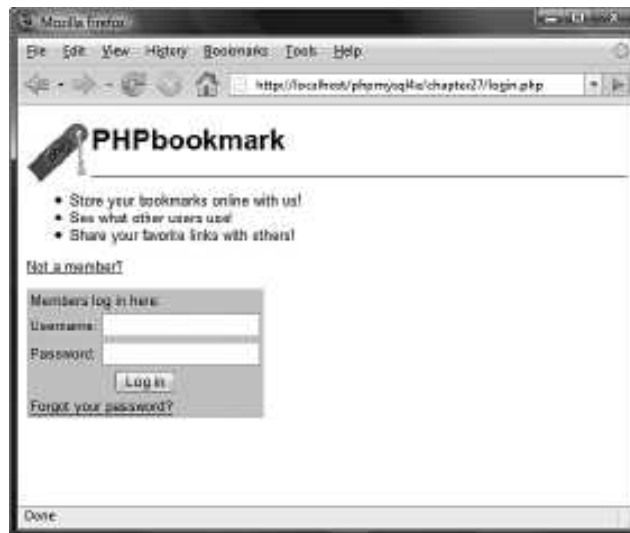 Mozilla Firefox
File Edit View History Bookmarks Tools Help
http://localhost/phpmysql4e/chapter27/login.php
php
PHPbookmark
• Store your bookmarks online with us!
• See what other users use!
• Share your favorite links with others!
Not a member?
Members log in here:
Username:
Password:
Log in
Forgot your password?
Done